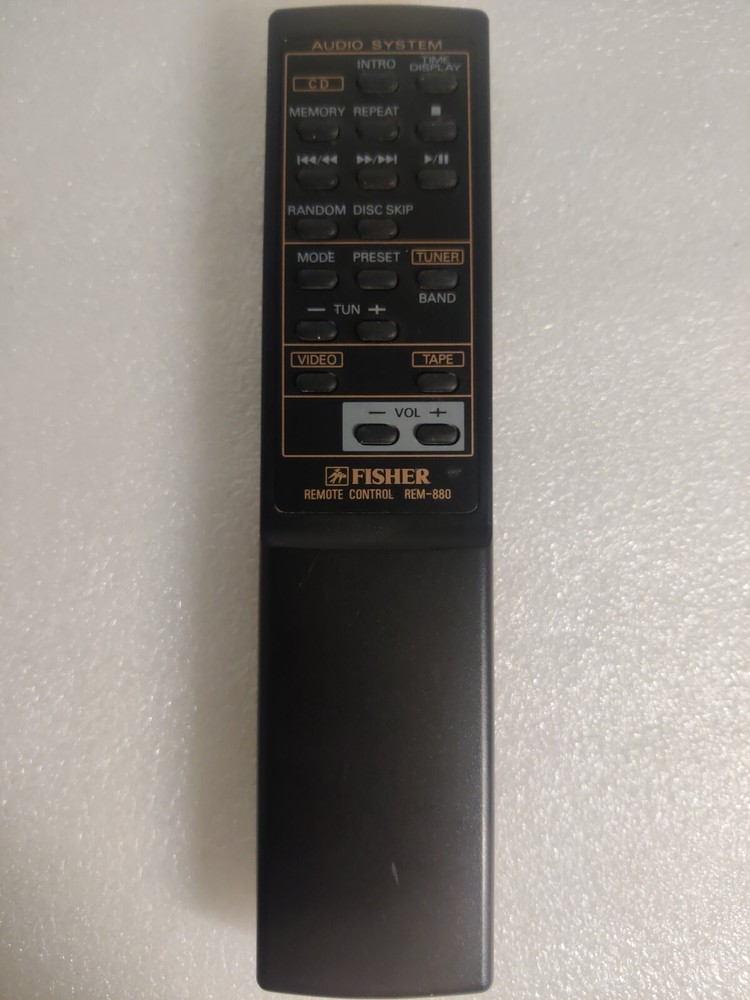 AUDIO SYSTEM
INTRO TIME DISPLAY
CD
MEMORY REPEAT ■
I◀◀/◀◀ ▶▶/▶▶I ▶/II
RANDOM DISC SKIP
MODE PRESET TUNER
BAND
— TUN +
VIDEO TAPE
— VOL +
FISHER
REMOTE CONTROL REM-880